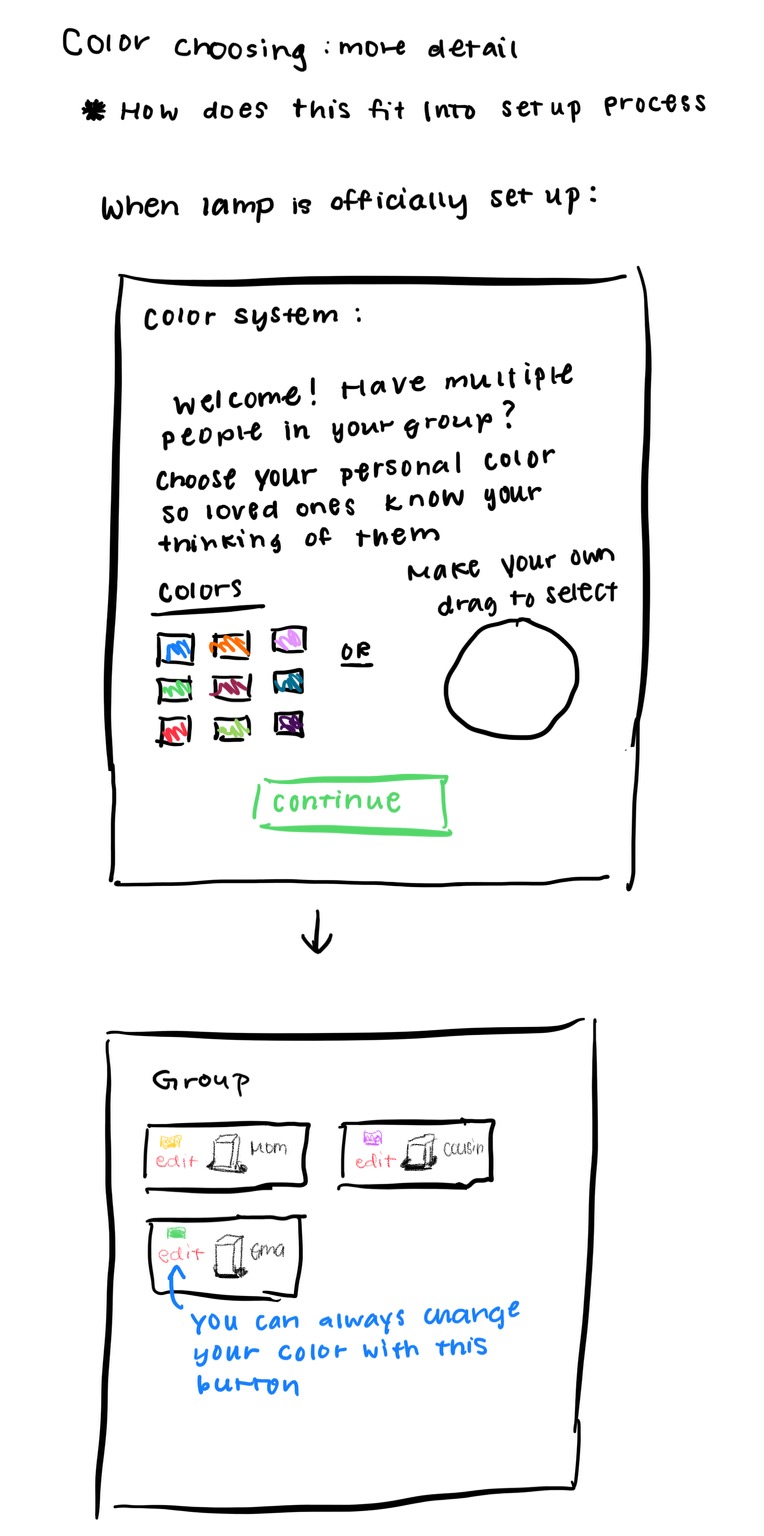 Color choosing : more detail
* How does this fit into set up process
When lamp is officially set up:
Color system :
Welcome! Have multiple
people in your group?
Choose your personal color
so loved ones know your
thinking of them
Make your own
drag to select
Colors
OR
continue
Group
edit Mom
edit cousin
edit Gma
you can always change
your color with this
button